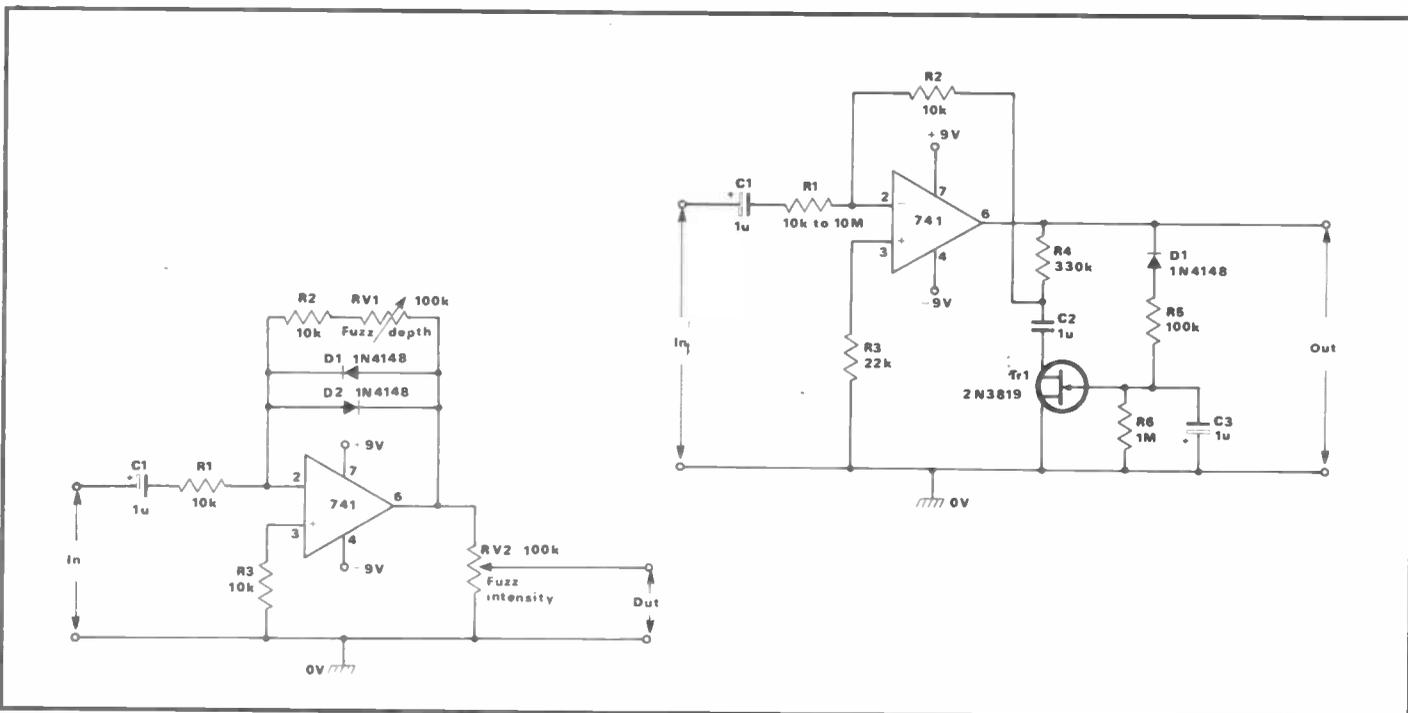 R2
RV1
100k
10k
Fuzz depth
D1 1N4148
D2 1N4148
C1
1u
R1
10k
2
3
+
741
7
+9V
6
4
-9V
R3
10k
RV2 100k
Fuzz
intensity
In
Out
0V
R2
10k
+9V
C1
+
1u
R1
10k to 10M
2
-
3
+
741
7
6
4
-9V
R4
330k
D1
1N4148
C2
1u
R5
100k
R3
22k
Tr1
2N3819
R6
1M
C3
1u
+
In
Out
0V